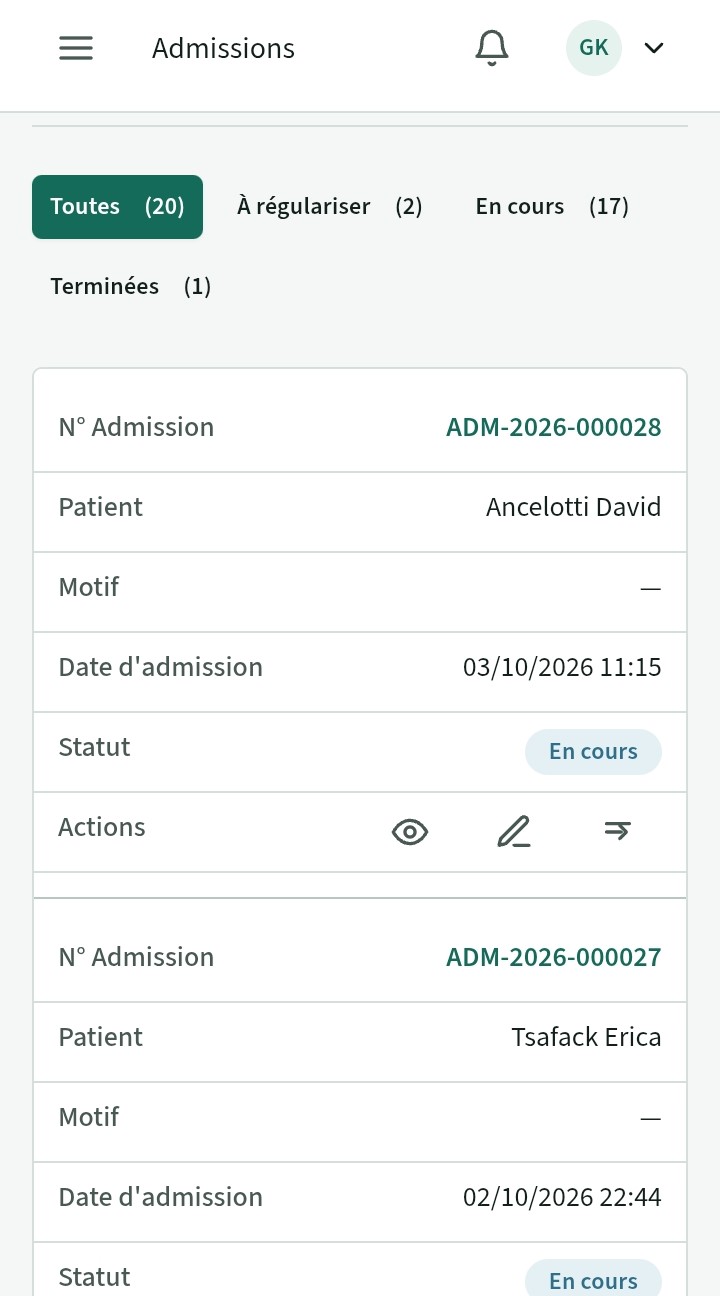 Admissions GK
Toutes (20) À régulariser (2) En cours (17)
Terminées (1)
N° Admission ADM-2026-000028
Patient Ancelotti David
Motif —
Date d'admission 03/10/2026 11:15
Statut En cours
Actions
N° Admission ADM-2026-000027
Patient Tsafack Erica
Motif —
Date d'admission 02/10/2026 22:44
Statut En cours